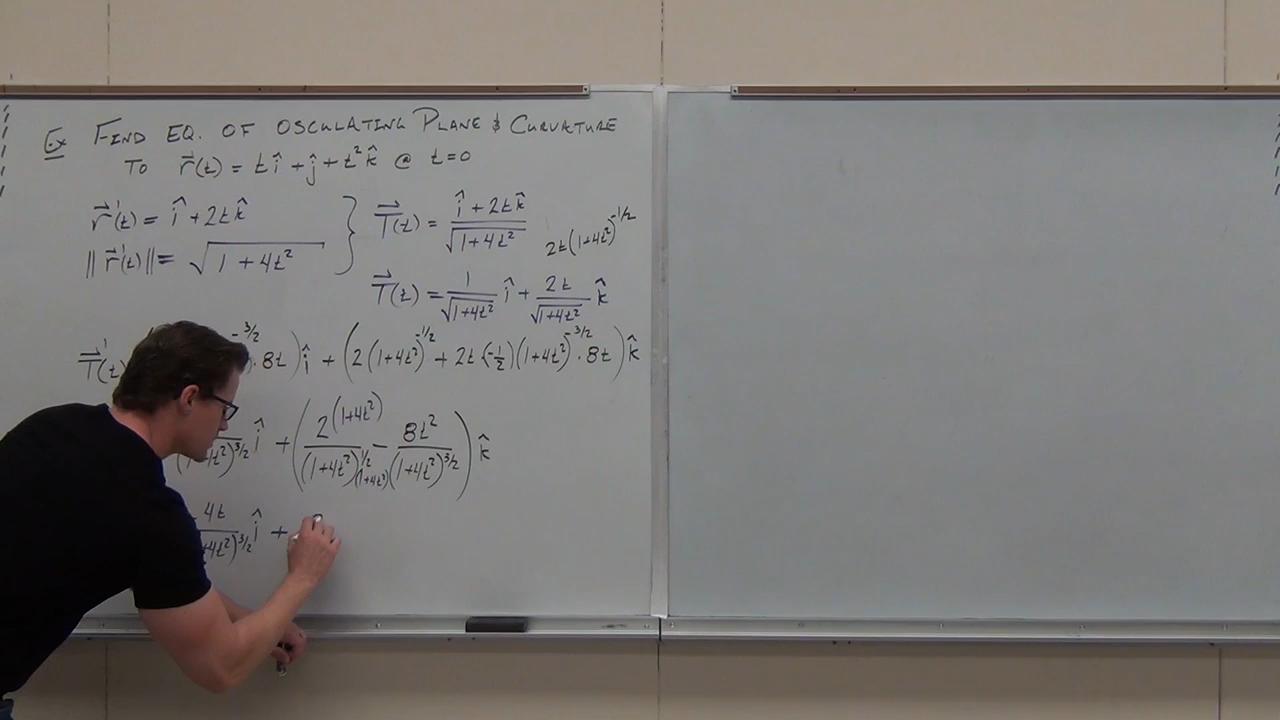 Ex FIND EQ. OF OSCULATING PLANE & CURVATURE
TO r⃗(t) = t î + ĵ + t² k̂ @ t=0
r⃗'(t) = î + 2t k̂
|| r⃗'(t) || = √(1 + 4t²)
T⃗(t) = (î + 2t k̂)/√(1+4t²)
2t(1+4t²)^(-1/2)
T⃗(t) = 1/√(1+4t²) î + 2t/√(1+4t²) k̂
T⃗'(t) -3/2 · 8t) î + (2(1+4t²)^(-1/2) + 2t·(-1/2)(1+4t²)^(-3/2) · 8t) k̂
4t²)^(3/2) î + (2(1+4t²)/((1+4t²)^(1/2)(1+4t²)) - 8t²/(1+4t²)^(3/2)) k̂
4t/(+4t²)^(3/2) î +